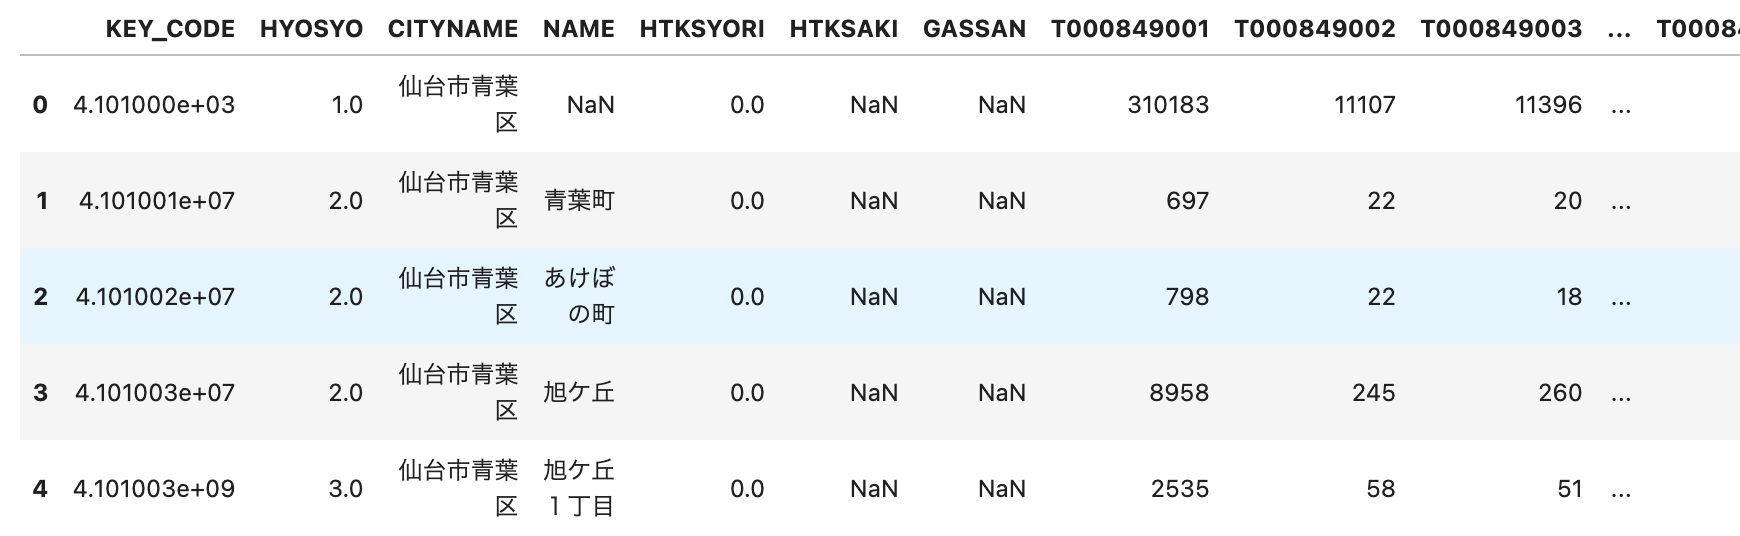 KEY_CODE HYOSYO CITYNAME NAME HTKSYORI HTKSAKI GASSAN T000849001 T000849002 T000849003 ... T00084
0 4.101000e+03 1.0 仙台市青葉区 NaN 0.0 NaN NaN 310183 11107 11396 ...
1 4.101001e+07 2.0 仙台市青葉区 青葉町 0.0 NaN NaN 697 22 20 ...
2 4.101002e+07 2.0 仙台市青葉区 あけぼの町 0.0 NaN NaN 798 22 18 ...
3 4.101003e+07 2.0 仙台市青葉区 旭ケ丘 0.0 NaN NaN 8958 245 260 ...
4 4.101003e+09 3.0 仙台市青葉区 旭ケ丘１丁目 0.0 NaN NaN 2535 58 51 ...